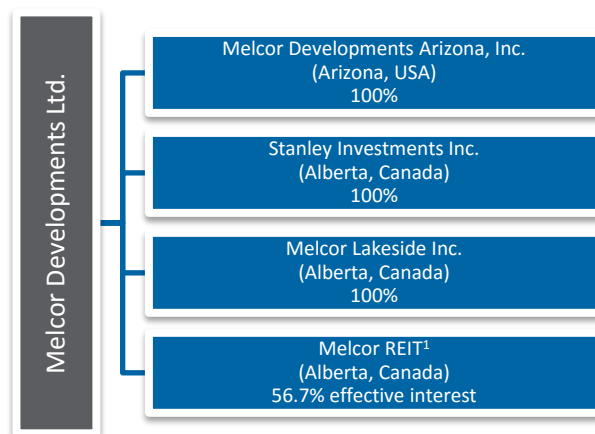 Melcor Developments Ltd.
Melcor Developments Arizona, Inc.
(Arizona, USA)
100%
Stanley Investments Inc.
(Alberta, Canada)
100%
Melcor Lakeside Inc.
(Alberta, Canada)
100%
Melcor REIT¹
(Alberta, Canada)
56.7% effective interest